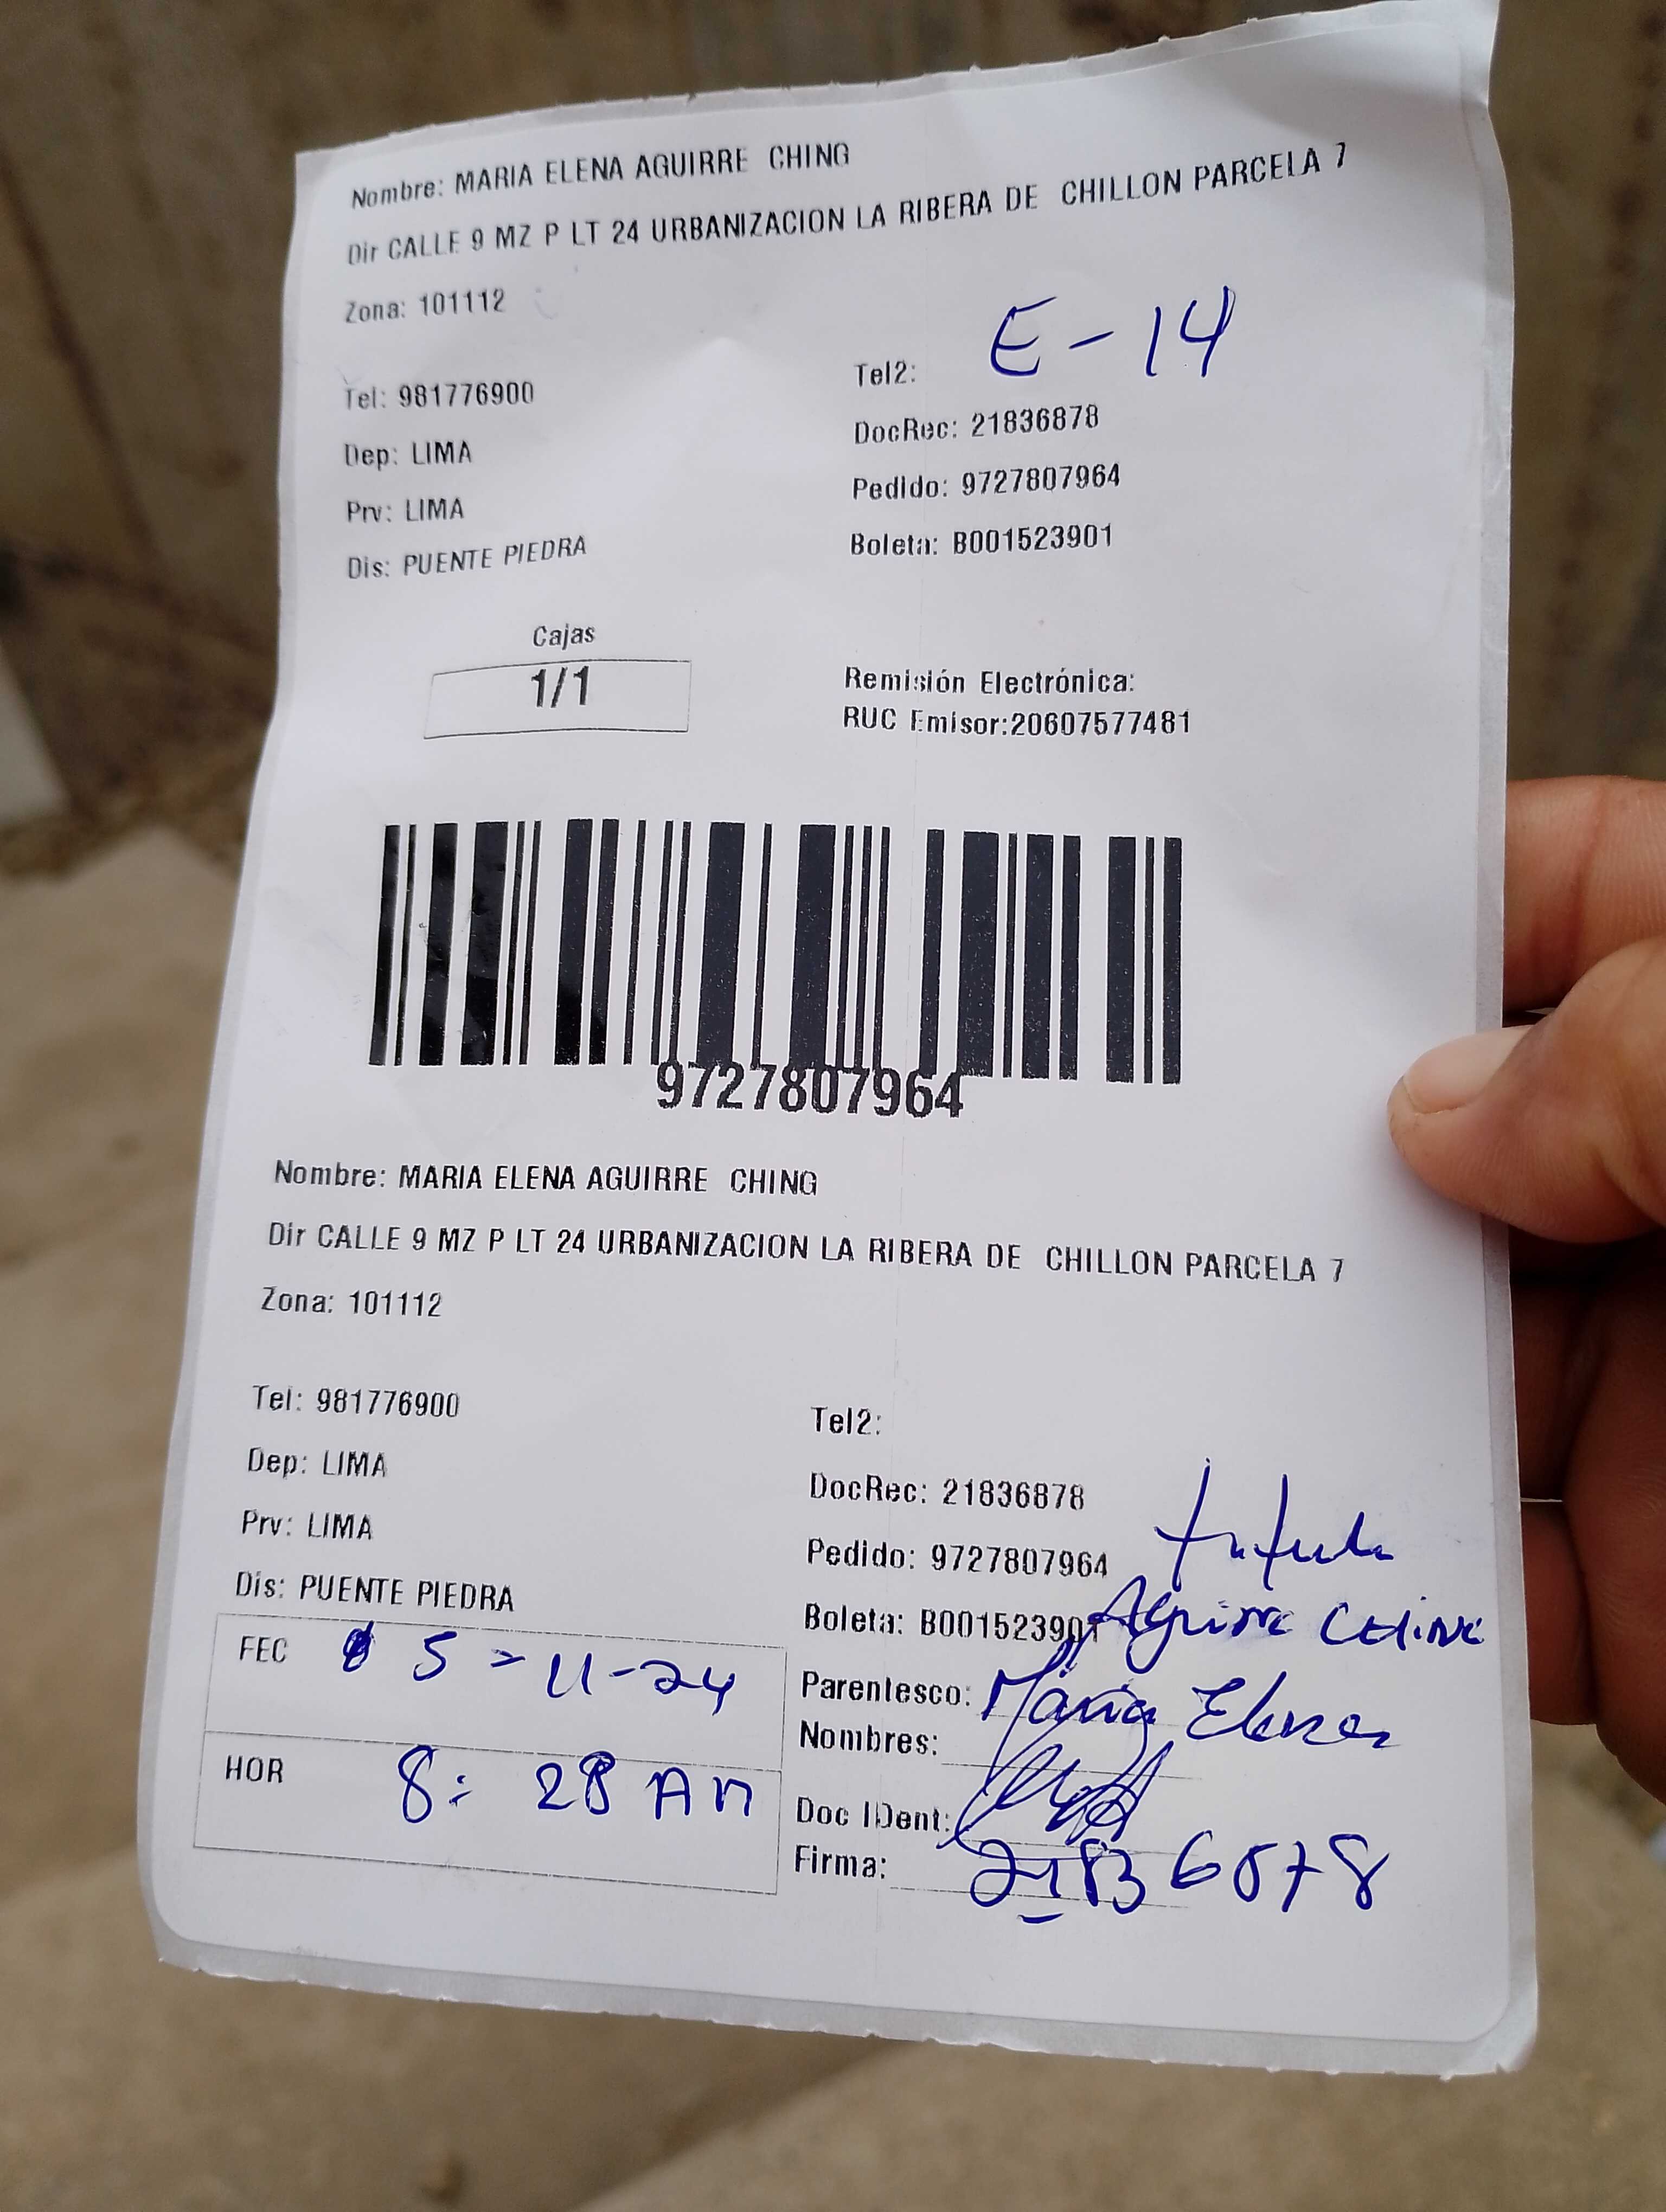 Nombre: MARIA ELENA AGUIRRE CHING
Dir CALLE 9 MZ P LT 24 URBANIZACION LA RIBERA DE CHILLON PARCELA 7
Zona: 101112
E-14
Tel: 981776900 Tel2:
Dep: LIMA DocRec: 21836878
Prv: LIMA Pedido: 9727807964
Dis: PUENTE PIEDRA Boleta: B001523901
Cajas
1/1
Remisión Electrónica:
RUC Emisor:20607577481
9727807964
Nombre: MARIA ELENA AGUIRRE CHING
Dir CALLE 9 MZ P LT 24 URBANIZACION LA RIBERA DE CHILLON PARCELA 7
Zona: 101112
Tel: 981776900 Tel2:
Dep: LIMA DocRec: 21836878
Prv: LIMA Pedido: 9727807964
Dis: PUENTE PIEDRA Boleta: B001523901
Aguirre CHING
FEC 5-11-24
Parentesco: Maria Elena
Nombres:
HOR 8:28 AM
Doc IDent:
Firma: 21836878